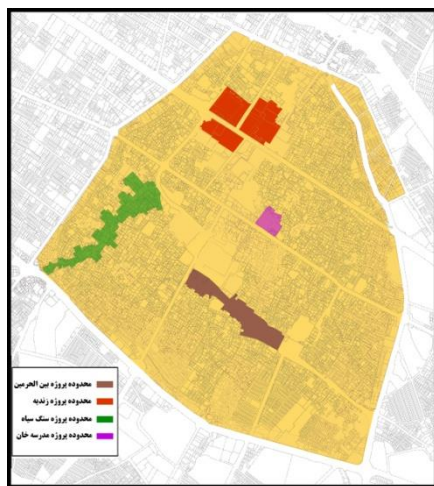 محدوده پروژه بین الحرمین
محدوده پروژه زندیه
محدوده پروژه سنگ سیاه
محدوده پروژه مدرسه خان